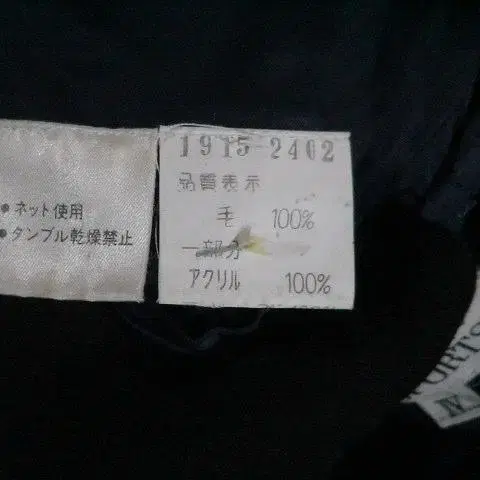 ● ネット使用
● タンブル乾燥禁止
1915-2402
品質表示
毛 100%
一部分
アクリル 100%